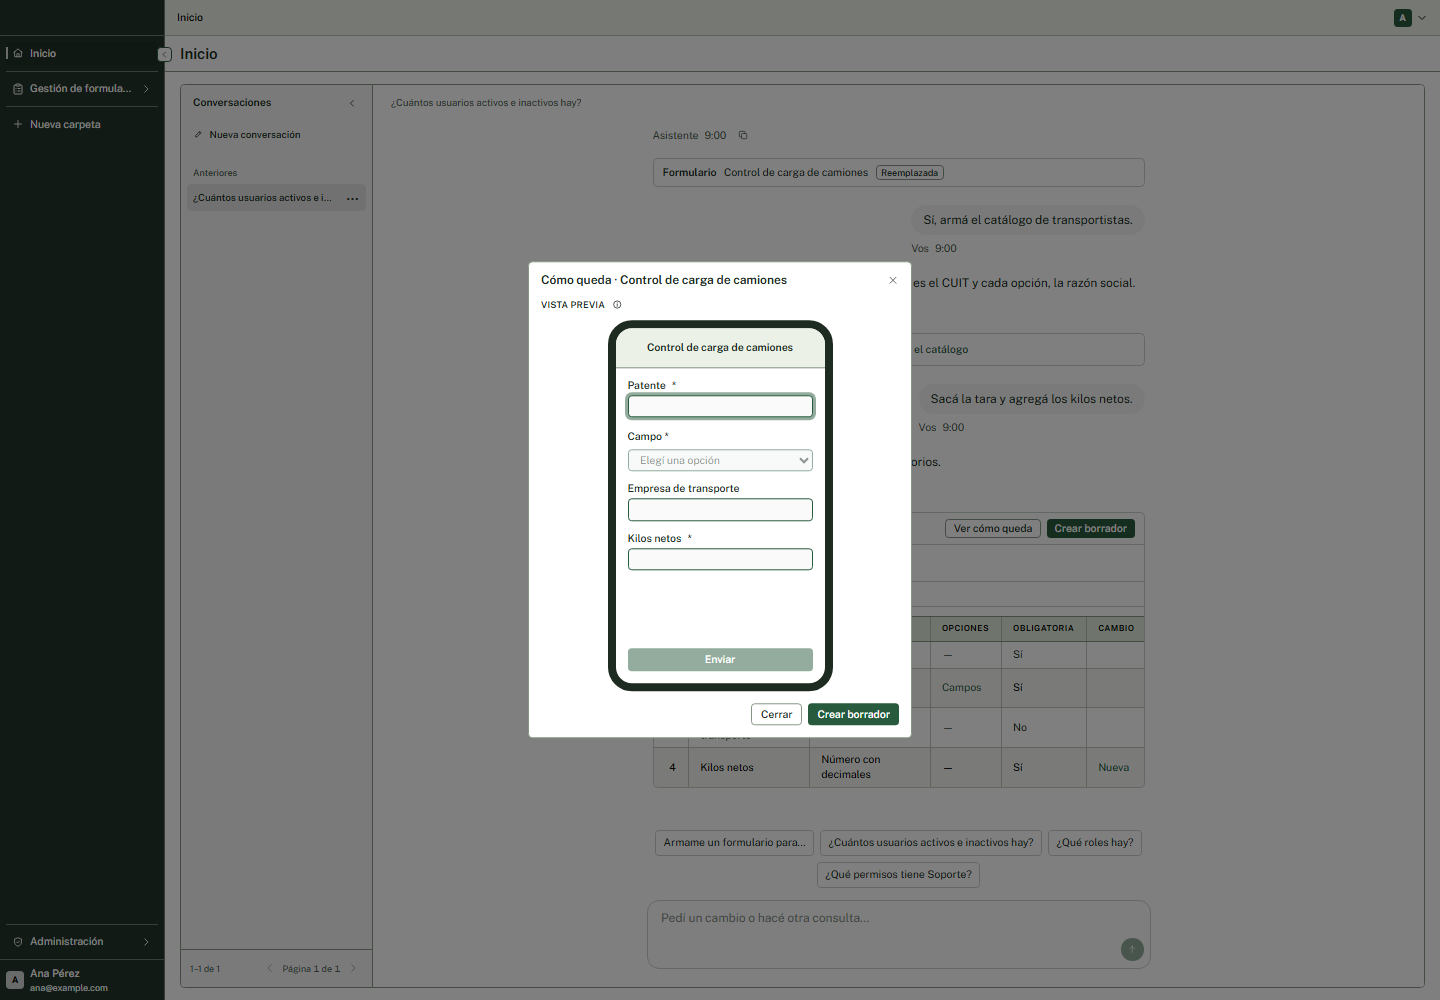 Inicio
A
Inicio
Gestión de formula...
Nueva carpeta
Inicio
Conversaciones
Nueva conversación
Anteriores
¿Cuántos usuarios activos e i...
¿Cuántos usuarios activos e inactivos hay?
Asistente 9:00
Formulario Control de carga de camiones Reemplazada
Sí, armá el catálogo de transportistas.
Vos 9:00
es el CUIT y cada opción, la razón social.
el catálogo
Sacá la tara y agregá los kilos netos.
Vos 9:00
orios.
Ver cómo queda Crear borrador
OPCIONES OBLIGATORIA CAMBIO
— Sí
Campos Sí
— No
transporte
4 Kilos netos Número con decimales — Sí Nueva
Cómo queda · Control de carga de camiones
VISTA PREVIA
Control de carga de camiones
Patente *
Campo *
Elegí una opción
Empresa de transporte
Kilos netos *
Enviar
Cerrar Crear borrador
Armame un formulario para... ¿Cuántos usuarios activos e inactivos hay? ¿Qué roles hay?
¿Qué permisos tiene Soporte?
Pedí un cambio o hacé otra consulta...
1–1 de 1 Página 1 de 1
Administración
A Ana Pérez
ana@example.com